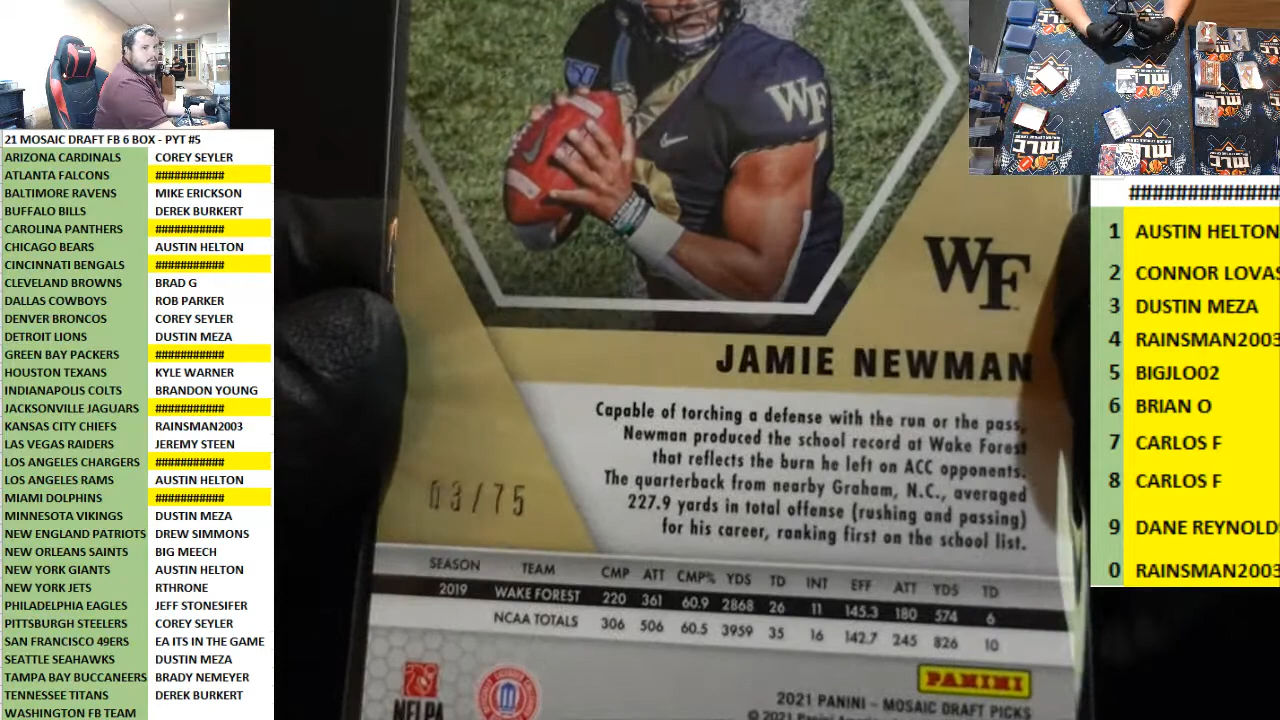 21 MOSAIC DRAFT FB 6 BOX - PYT #5
ARIZONA CARDINALS COREY SEYLER
ATLANTA FALCONS ###########
BALTIMORE RAVENS MIKE ERICKSON
BUFFALO BILLS DEREK BURKERT
CAROLINA PANTHERS ###########
CHICAGO BEARS AUSTIN HELTON
CINCINNATI BENGALS ###########
CLEVELAND BROWNS BRAD G
DALLAS COWBOYS ROB PARKER
DENVER BRONCOS COREY SEYLER
DETROIT LIONS DUSTIN MEZA
GREEN BAY PACKERS ###########
HOUSTON TEXANS KYLE WARNER
INDIANAPOLIS COLTS BRANDON YOUNG
JACKSONVILLE JAGUARS ###########
KANSAS CITY CHIEFS RAINSMAN2003
LAS VEGAS RAIDERS JEREMY STEEN
LOS ANGELES CHARGERS ###########
LOS ANGELES RAMS AUSTIN HELTON
MIAMI DOLPHINS ###########
MINNESOTA VIKINGS DUSTIN MEZA
NEW ENGLAND PATRIOTS DREW SIMMONS
NEW ORLEANS SAINTS BIG MEECH
NEW YORK GIANTS AUSTIN HELTON
NEW YORK JETS RTHRONE
PHILADELPHIA EAGLES JEFF STONESIFER
PITTSBURGH STEELERS COREY SEYLER
SAN FRANCISCO 49ERS EA ITS IN THE GAME
SEATTLE SEAHAWKS DUSTIN MEZA
TAMPA BAY BUCCANEERS BRADY NEMEYER
TENNESSEE TITANS DEREK BURKERT
WASHINGTON FB TEAM
WF
WF
JAMIE NEWMAN
Capable of torching a defense with the run or the pass,
Newman produced the school record at Wake Forest
that reflects the burn he left on ACC opponents.
The quarterback from nearby Graham, N.C., averaged
227.9 yards in total offense (rushing and passing)
for his career, ranking first on the school list.
03/75
SEASON TEAM CMP ATT CMP% YDS TD INT EFF ATT YDS TD
2019 WAKE FOREST 220 361 60.9 2868 26 11 145.3 180 574 6
NCAA TOTALS 306 506 60.5 3959 35 16 142.7 245 826 10
NFLPA
PANINI
2021 PANINI - MOSAIC DRAFT PICKS
© 2021 Panini
MLC
##############
1 AUSTIN HELTON
2 CONNOR LOVAS
3 DUSTIN MEZA
4 RAINSMAN2003
5 BIGJLO02
6 BRIAN O
7 CARLOS F
8 CARLOS F
9 DANE REYNOLD
0 RAINSMAN2003